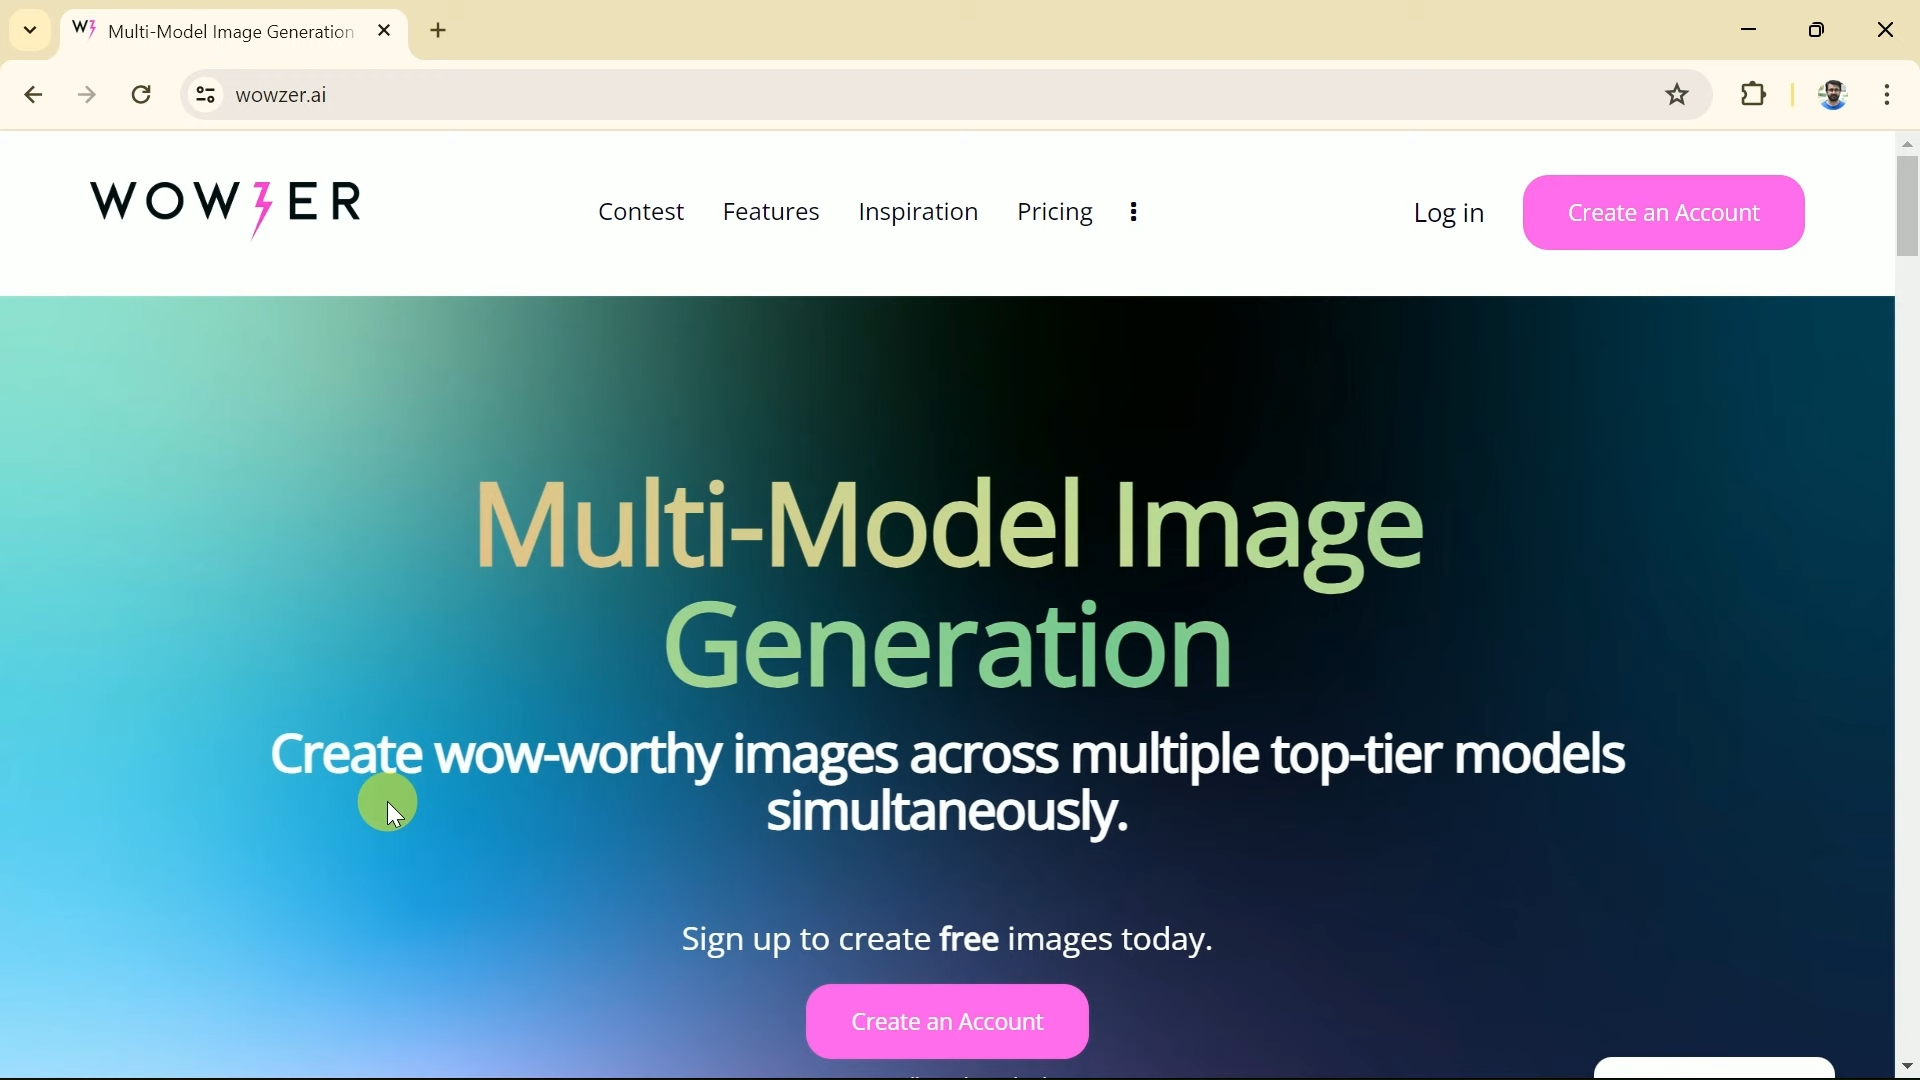 Multi-Model Image Generation
wowzer.ai
WOWZER
Contest Features Inspiration Pricing
Log in
Create an Account
Multi-Model Image
Generation
Create wow-worthy images across multiple top-tier models
simultaneously.
Sign up to create free images today.
Create an Account